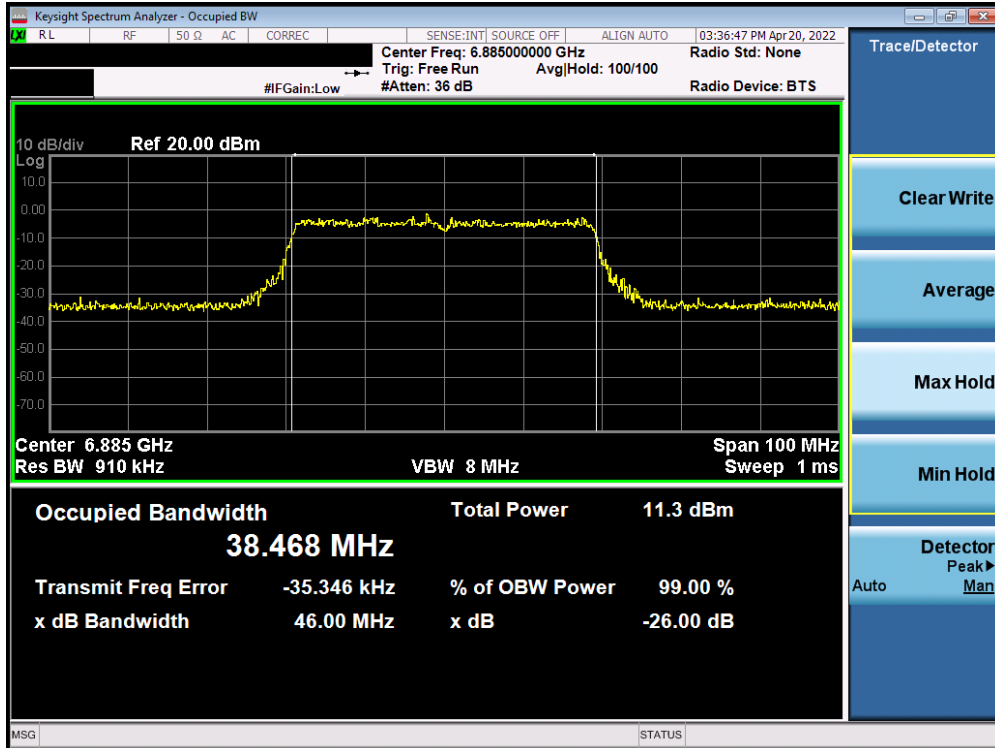 Keysight Spectrum Analyzer - Occupied BW
LXI RL RF 50 Ω AC CORREC SENSE:INT SOURCE OFF ALIGN AUTO 03:36:47 PM Apr 20, 2022
Center Freq: 6.885000000 GHz Radio Std: None
Trig: Free Run Avg|Hold: 100/100
#IFGain:Low #Atten: 36 dB Radio Device: BTS
10 dB/div Ref 20.00 dBm
Log
10.0
0.00
-10.0
-20.0
-30.0
-40.0
-50.0
-60.0
-70.0
Center 6.885 GHz Span 100 MHz
Res BW 910 kHz VBW 8 MHz Sweep 1 ms
Occupied Bandwidth Total Power 11.3 dBm
38.468 MHz
Transmit Freq Error -35.346 kHz % of OBW Power 99.00 %
x dB Bandwidth 46.00 MHz x dB -26.00 dB
Trace/Detector
Clear Write
Average
Max Hold
Min Hold
Detector
Peak▶
Auto Man
MSG STATUS